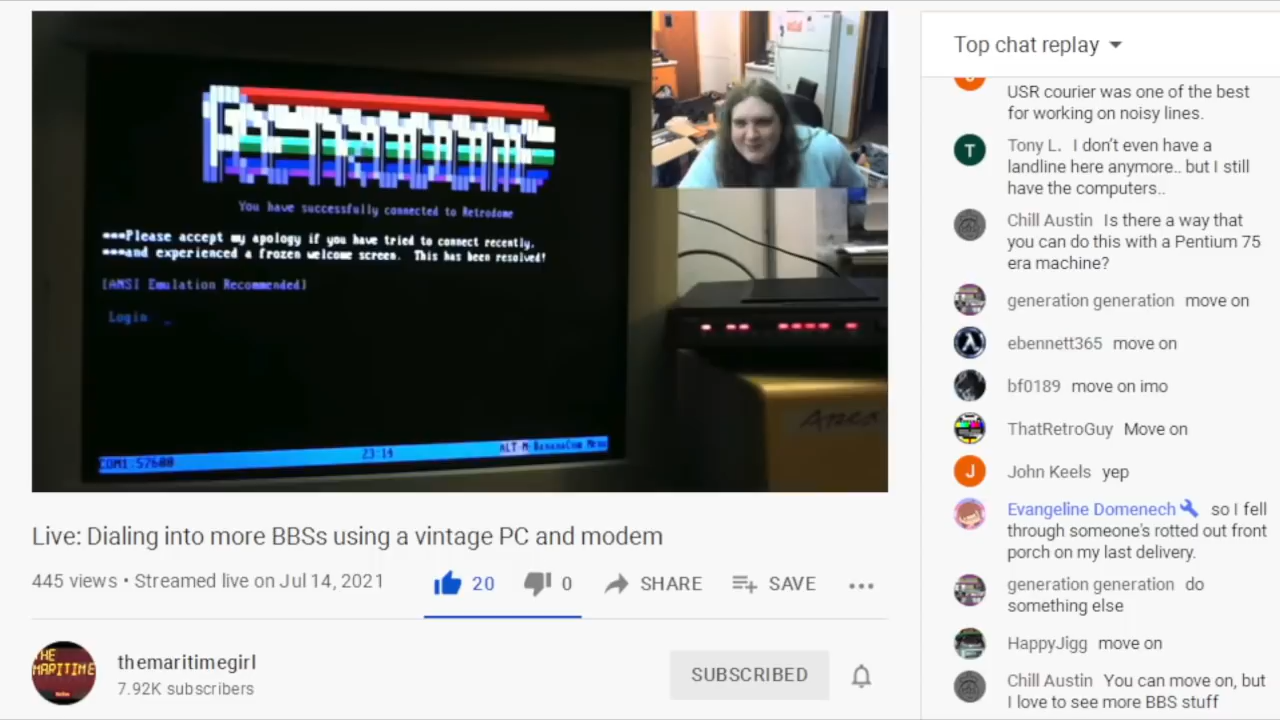 You have successfully connected to Retrodome
***Please accept my apology if you have tried to connect recently,
***and experienced a frozen welcome screen. This has been resolved!
[ANSI Emulation Recommended]
Login _
COM1:57600 23:14 ALT-M BananaCom Menu
Live: Dialing into more BBSs using a vintage PC and modem
445 views • Streamed live on Jul 14, 2021
20
0
SHARE
SAVE
THE
MARITIME
themaritimegirl
7.92K subscribers
SUBSCRIBED
Top chat replay
USR courier was one of the best
for working on noisy lines.
T
Tony L. I don't even have a
landline here anymore.. but I still
have the computers..
Chill Austin Is there a way that
you can do this with a Pentium 75
era machine?
generation generation move on
ebennett365 move on
bf0189 move on imo
ThatRetroGuy Move on
J John Keels yep
Evangeline Domenech so I fell
through someone's rotted out front
porch on my last delivery.
generation generation do
something else
HappyJigg move on
Chill Austin You can move on, but
I love to see more BBS stuff